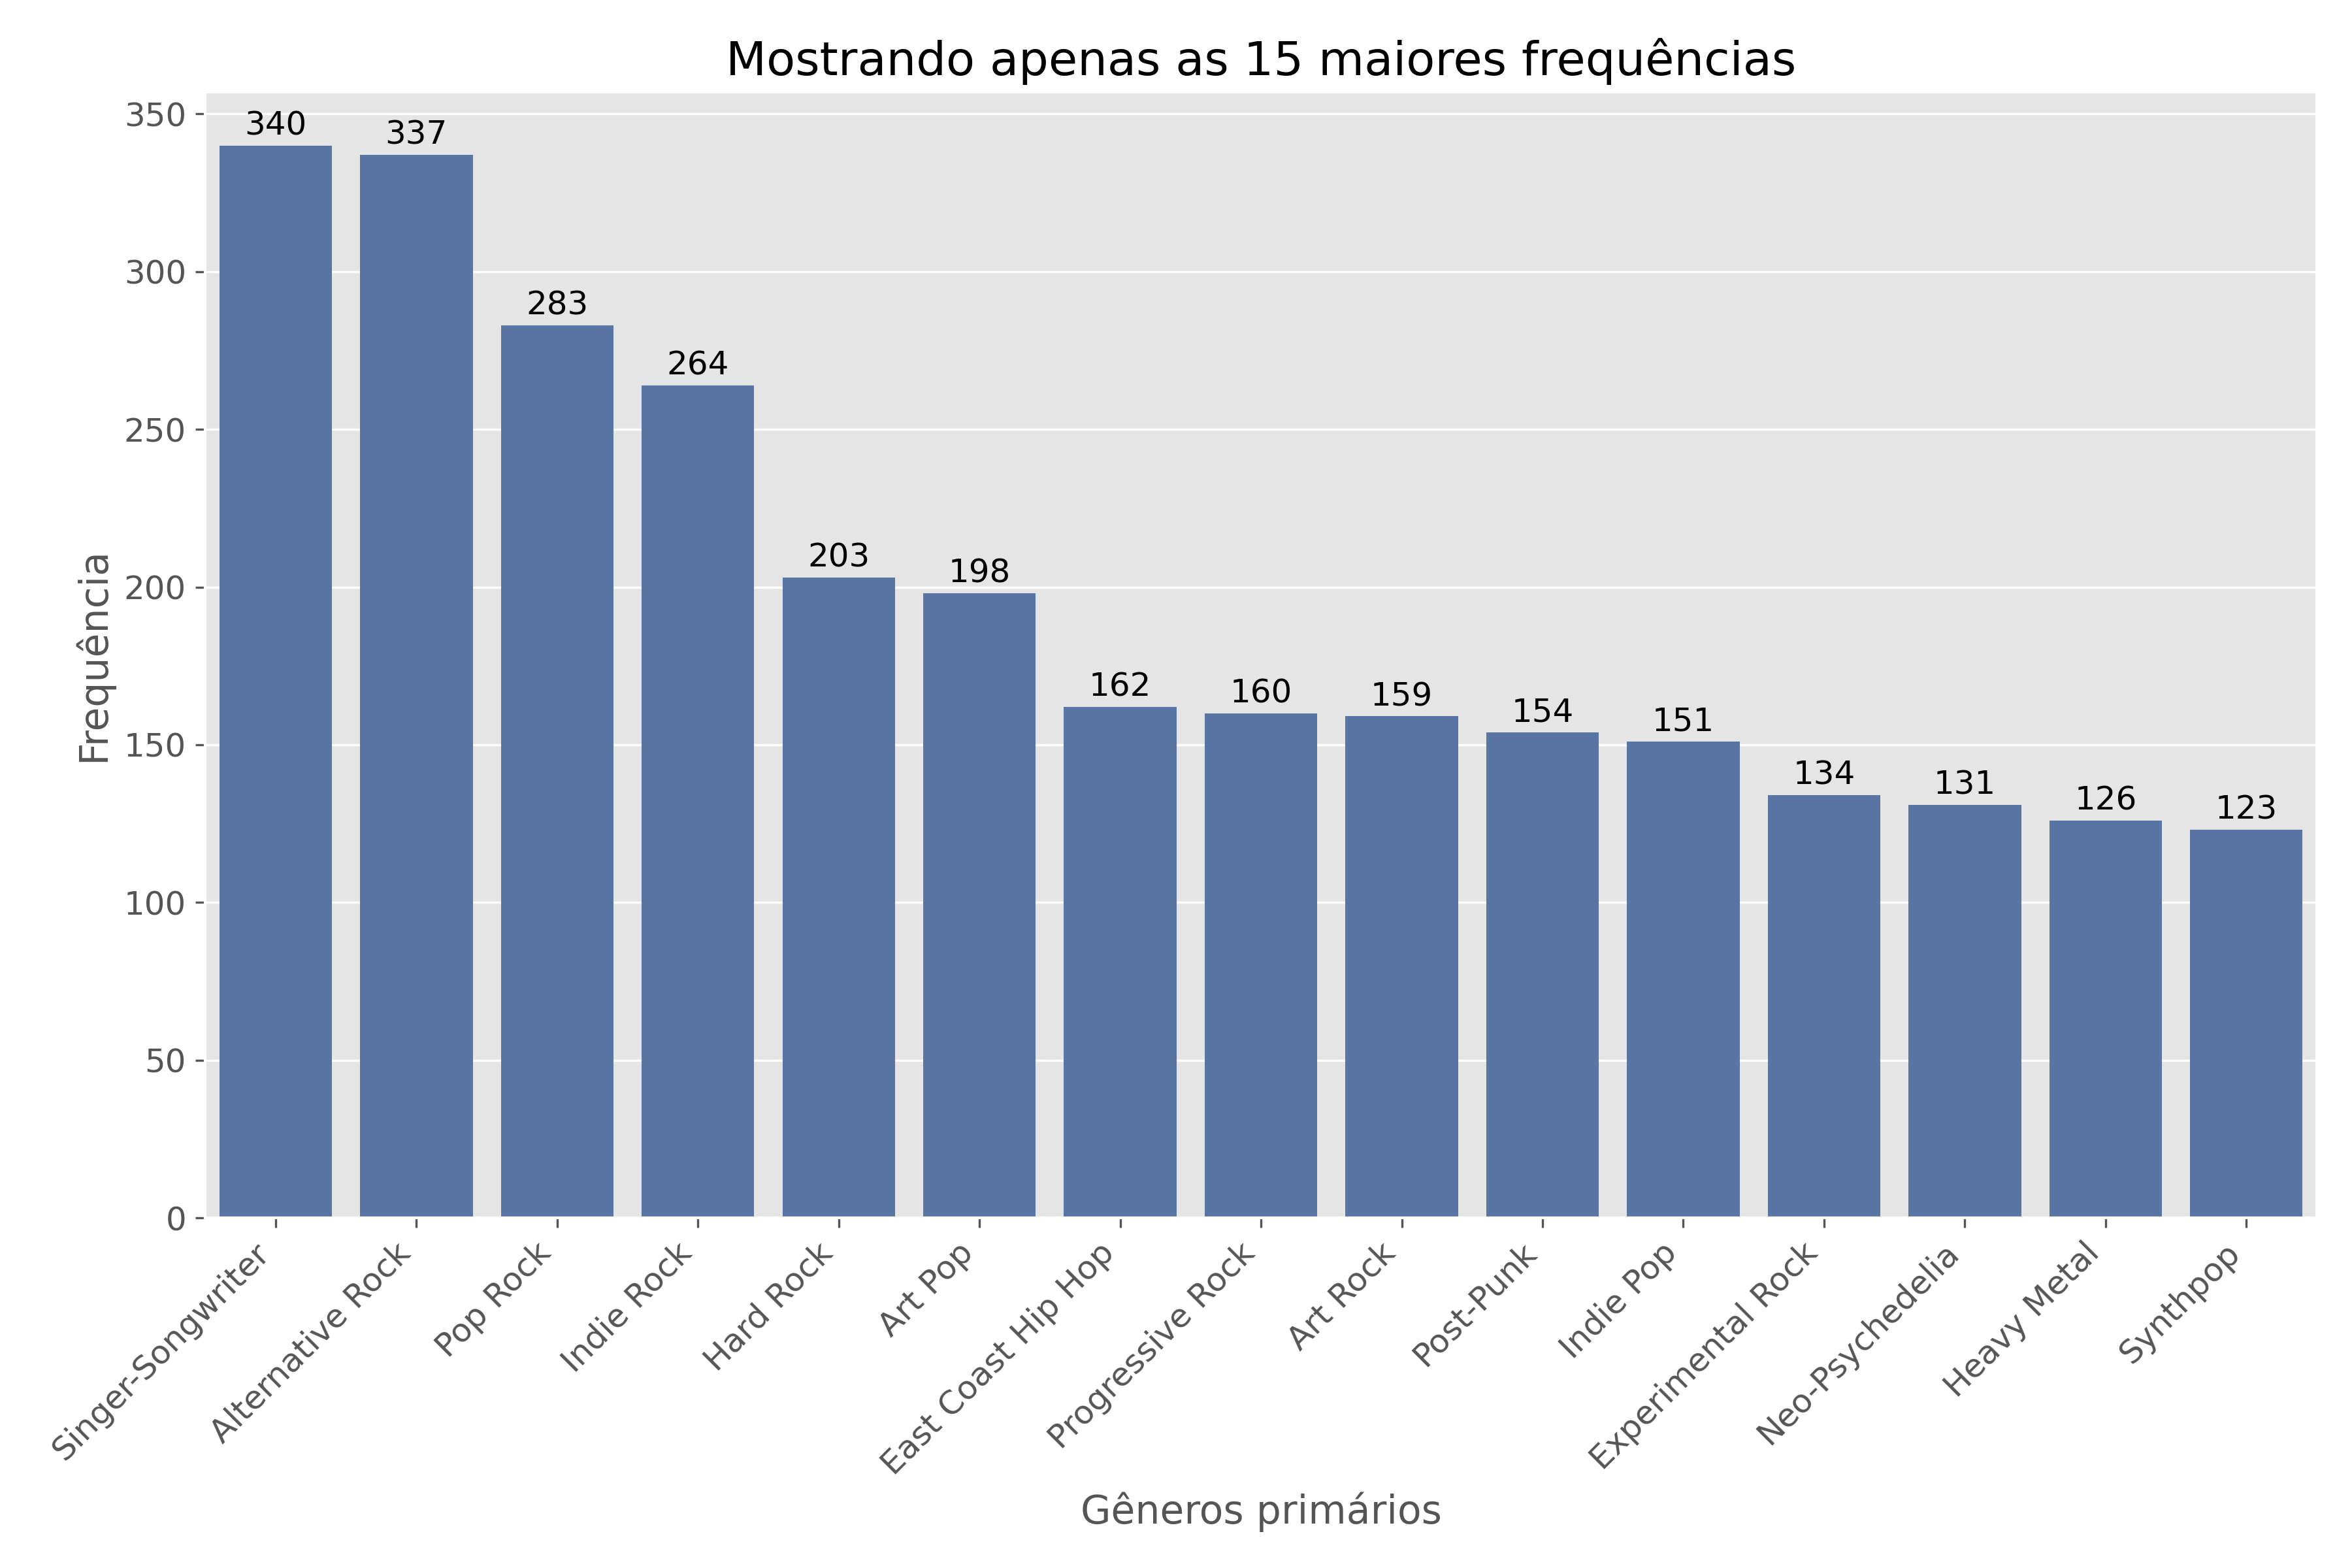 Mostrando apenas as 15 maiores frequências
350
300
250
200
150
100
50
0
Frequência
340
337
283
264
203
198
162
160
159
154
151
134
131
126
123
Singer-Songwriter
Alternative Rock
Pop Rock
Indie Rock
Hard Rock
Art Pop
East Coast Hip Hop
Progressive Rock
Art Rock
Post-Punk
Indie Pop
Experimental Rock
Neo-Psychedelia
Heavy Metal
Synthpop
Gêneros primários